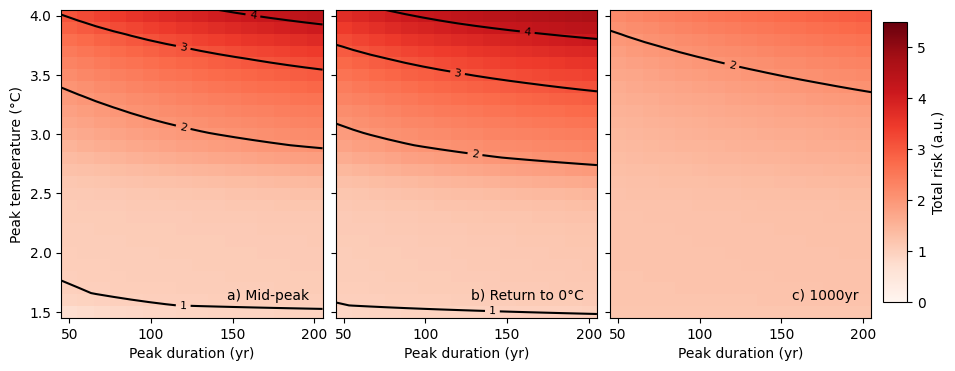 4.0
3.5
3.0
2.5
2.0
1.5
Peak temperature (°C)
4
3
2
1
a) Mid-peak
50 100 150 200
Peak duration (yr)
4
3
2
1
b) Return to 0°C
50 100 150 200
Peak duration (yr)
2
c) 1000yr
50 100 150 200
Peak duration (yr)
5
4
3
2
1
0
Total risk (a.u.)